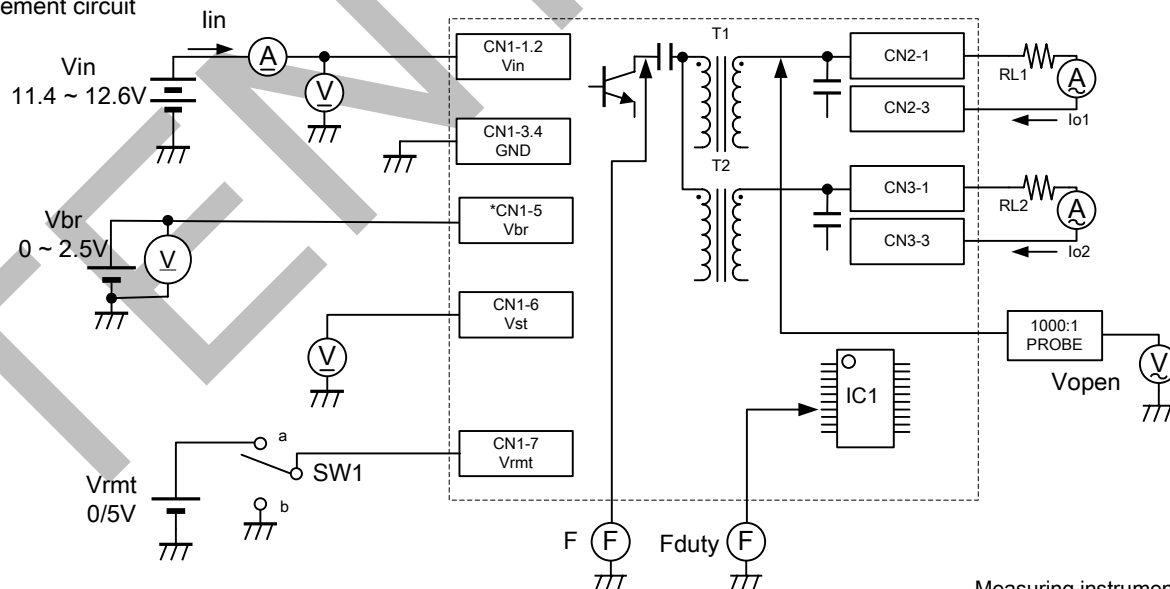 ement circuit
Iin
A
Vin
11.4 ~ 12.6V
V
CN1-1.2
Vin
CN1-3.4
GND
Vbr
0 ~ 2.5V
V
*CN1-5
Vbr
CN1-6
Vst
V
Vrmt
0/5V
a
SW1
b
CN1-7
Vrmt
T1
T2
CN2-1
CN2-3
RL1
A
Io1
CN3-1
CN3-3
RL2
A
Io2
1000:1
PROBE
Vopen
V
IC1
F
F
Fduty
F
Measuring instrumen